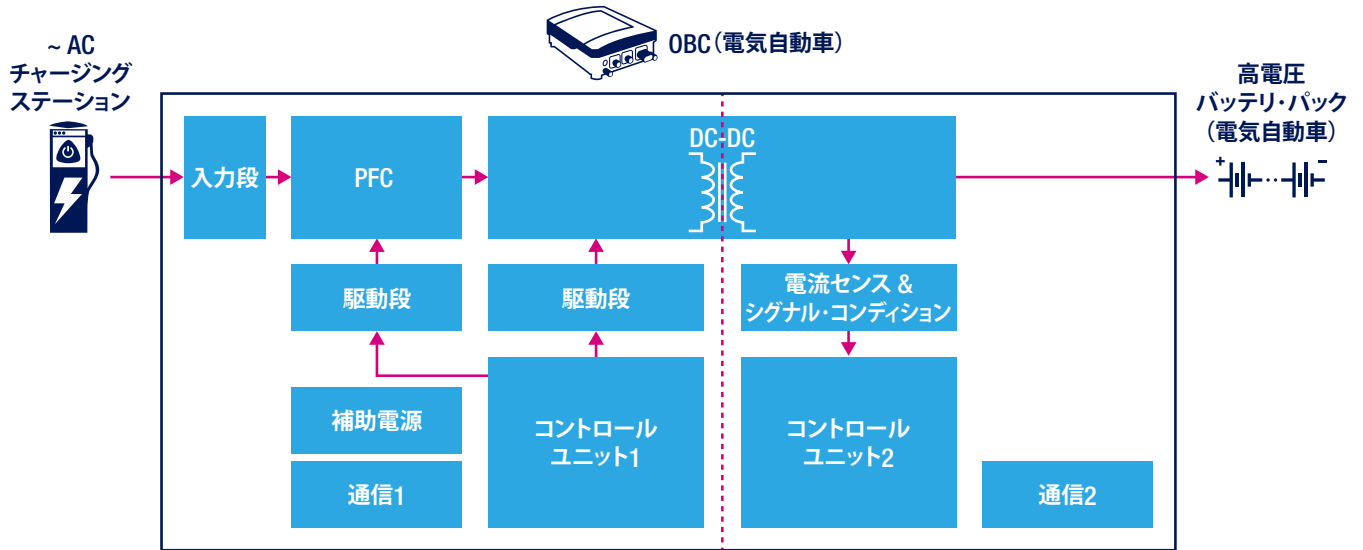 ~ AC
チャージング
ステーション
OBC（電気自動車）
高電圧
バッテリ・パック
（電気自動車）
入力段
PFC
DC-DC
+
-
駆動段
駆動段
電流センス &
シグナル・コンディション
補助電源
コントロール
ユニット1
コントロール
ユニット2
通信1
通信2